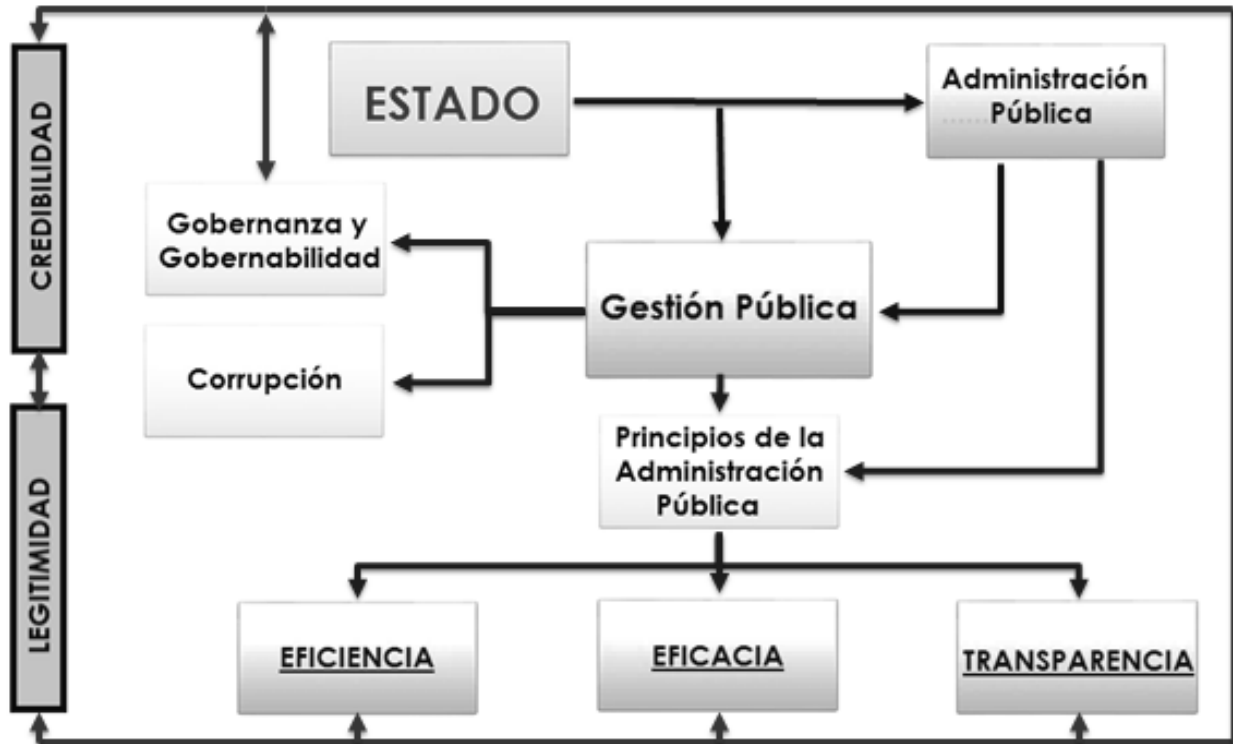 ESTADO
Administración
......Pública
CREDIBILIDAD
Gobernanza y
Gobernabilidad
Gestión Pública
Corrupción
Principios de la
Administración
Pública
LEGITIMIDAD
EFICIENCIA
EFICACIA
TRANSPARENCIA